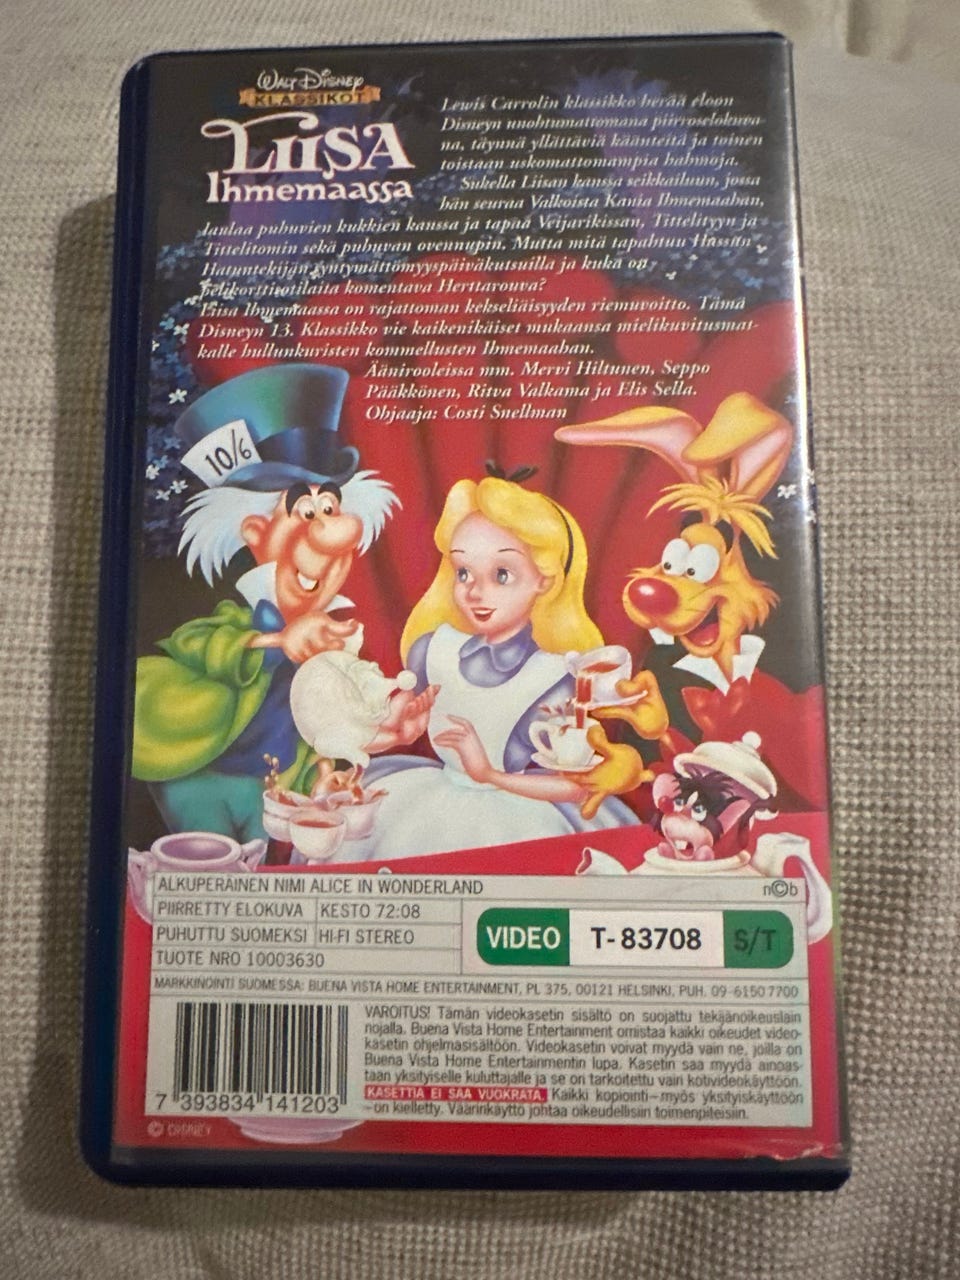 WALT DISNEY
KLASSIKOT
LIISA
Ihmemaassa
Lewis Carrolin klassikko herää eloon
Disneyn unohtumattomana piirroselokuva-
na, täynnä yllättäviä käänteitä ja toinen
toistaan uskomattomampia hahmoja.
Sukella Liisan kanssa seikkailuun, jossa
hän seuraa Valkoista Kania Ihmemaahan,
laulaa puhuvien kukkien kanssa ja tapaa Veijarikissan, Tittelityyn ja
Tittelitomin sekä puhuvan ovennupin. Mutta mitä tapahtuu Hassun
Hatuntekijän syntymättömyyspäiväkutsuilla ja kuka on
pelikorttisotilaita komentava Herttarouva?
Liisa Ihmemaassa on rajattoman kekseliäisyyden riemuvoitto. Tämä
Disneyn 13. Klassikko vie kaikenikäiset mukaansa mielikuvitusmat-
kalle hullunkuristen kommellusten Ihmemaahan.
Äänirooleissa mm. Mervi Hiltunen, Seppo
Pääkkönen, Ritva Valkama ja Elis Sella.
Ohjaaja: Costi Snellman
10/6
ALKUPERÄINEN NIMI ALICE IN WONDERLAND
n©b
PIIRRETTY ELOKUVA KESTO 72:08
PUHUTTU SUOMEKSI HI-FI STEREO
TUOTE NRO 10003630
VIDEO T-83708 S/T
MARKKINOINTI SUOMESSA: BUENA VISTA HOME ENTERTAINMENT, PL 375, 00121 HELSINKI, PUH. 09-6150 7700
VAROITUS! Tämän videokasetin sisältö on suojattu tekijänoikeuslain
nojalla. Buena Vista Home Entertainment omistaa kaikki oikeudet video-
kasetin ohjelmasisältöön. Videokasetin voivat myydä vain ne, joilla on
Buena Vista Home Entertainmentin lupa. Kasetin saa myydä ainoas-
taan yksityiselle kuluttajalle ja se on tarkoitettu vain kotivideokäyttöön.
KASETTIA EI SAA VUOKRATA. Kaikki kopiointi–myös yksityiskäyttöön
–on kielletty. Väärinkäyttö johtaa oikeudellisiin toimenpiteisiin.
7 393834 141203
© DISNEY